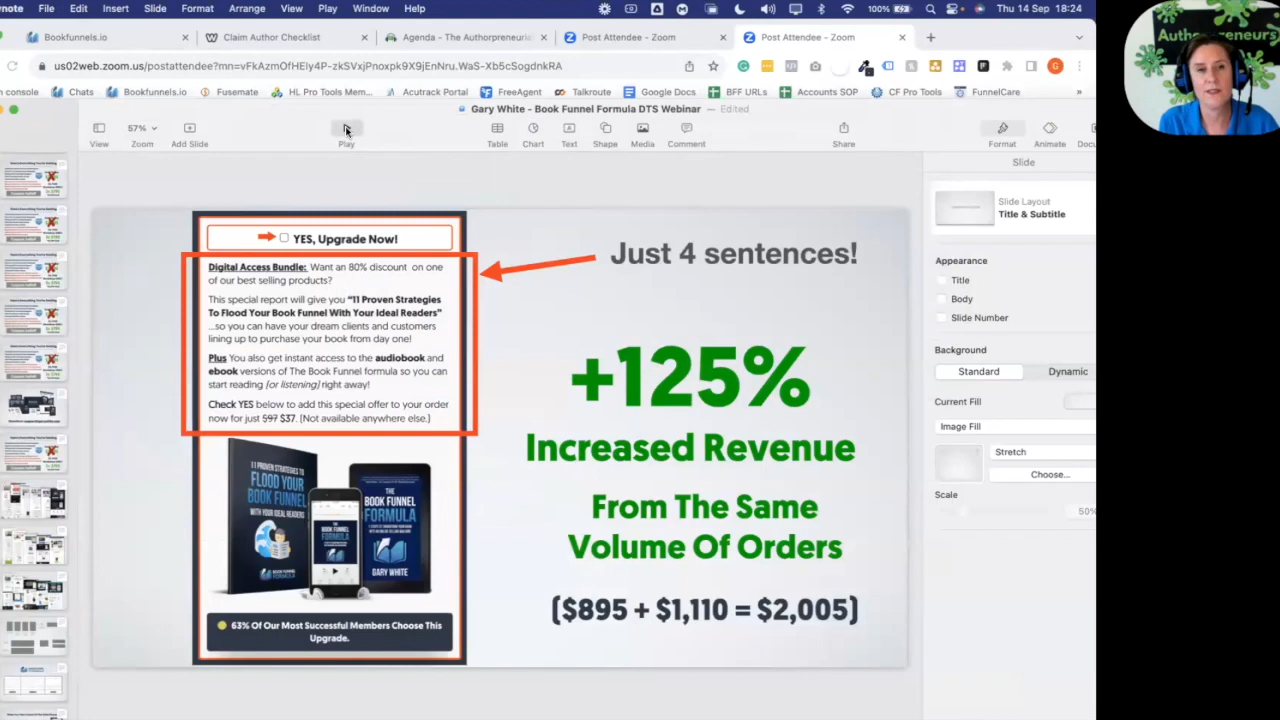 note File Edit Insert Slide Format Arrange View Play Window Help 100% Thu 14 Sep 18:24
Bookfunnels.io Claim Author Checklist Agenda - The Authorpreneuria Post Attendee - Zoom Post Attendee - Zoom
us02web.zoom.us/postattendee?mn=vFkAzmOfHEly4P-zkSVxjPnoxpk9X9jEnHru.WaS-Xb5cSogdnkRA
n console Chats Bookfunnels.io Fusemate HL Pro Tools Mem... Acutrack Portal FreeAgent Talkroute Google Docs BFF URLs Accounts SOP CF Pro Tools FunnelCare »
Gary White - Book Funnel Formula DTS Webinar — Edited
57%
View Zoom Add Slide Play Table Chart Text Shape Media Comment Share Format Animate Docu
Slide
Slide Layout
Title & Subtitle
Appearance
Title
Body
Slide Number
Background
Standard Dynamic
Current Fill
Image Fill
Stretch
Choose...
Scale
50%
YES, Upgrade Now!
Digital Access Bundle: Want an 80% discount on one
of our best selling products?
This special report will give you “11 Proven Strategies
To Flood Your Book Funnel With Your Ideal Readers”
...so you can have your dream clients and customers
lining up to purchase your book from day one!
Plus You also get instant access to the audiobook and
ebook versions of The Book Funnel formula so you can
start reading (or listening) right away!
Check YES below to add this special offer to your order
now for just $97 $37. (Not available anywhere else.)
11 PROVEN STRATEGIES TO
FLOOD YOUR
BOOK FUNNEL
WITH YOUR IDEAL READERS
BOOK FUNNEL
FORMULA
THE
BOOK FUNNEL
FORMULA
THE
BOOK FUNNEL
FORMULA
GARY WHITE
63% Of Our Most Successful Members Choose This
Upgrade.
Just 4 sentences!
+125%
Increased Revenue
From The Same
Volume Of Orders
($895 + $1,110 = $2,005)
Authorpreneurs